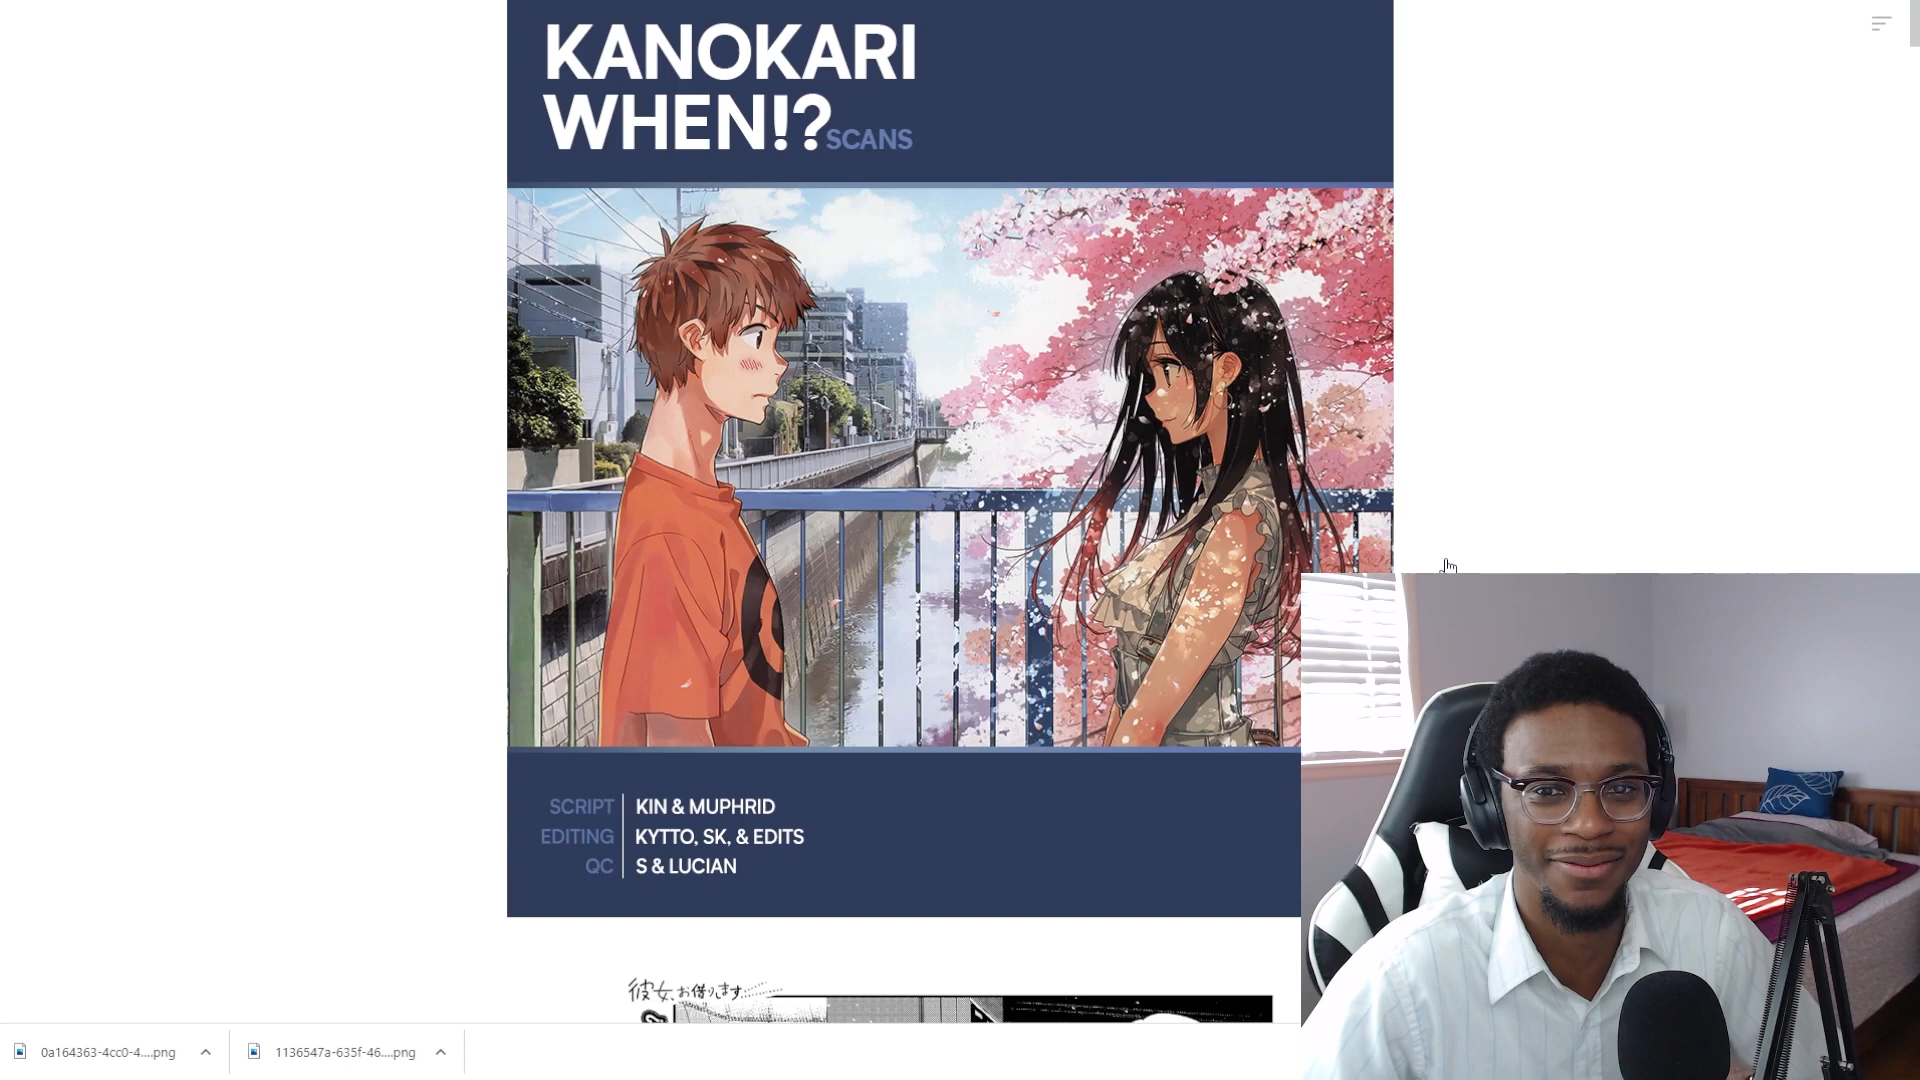 KANOKARI
WHEN!?SCANS
SCRIPT KIN & MUPHRID
EDITING KYTTO, SK, & EDITS
QC S & LUCIAN
彼女、お借りします
0a164363-4cc0-4....png
1136547a-635f-46....png